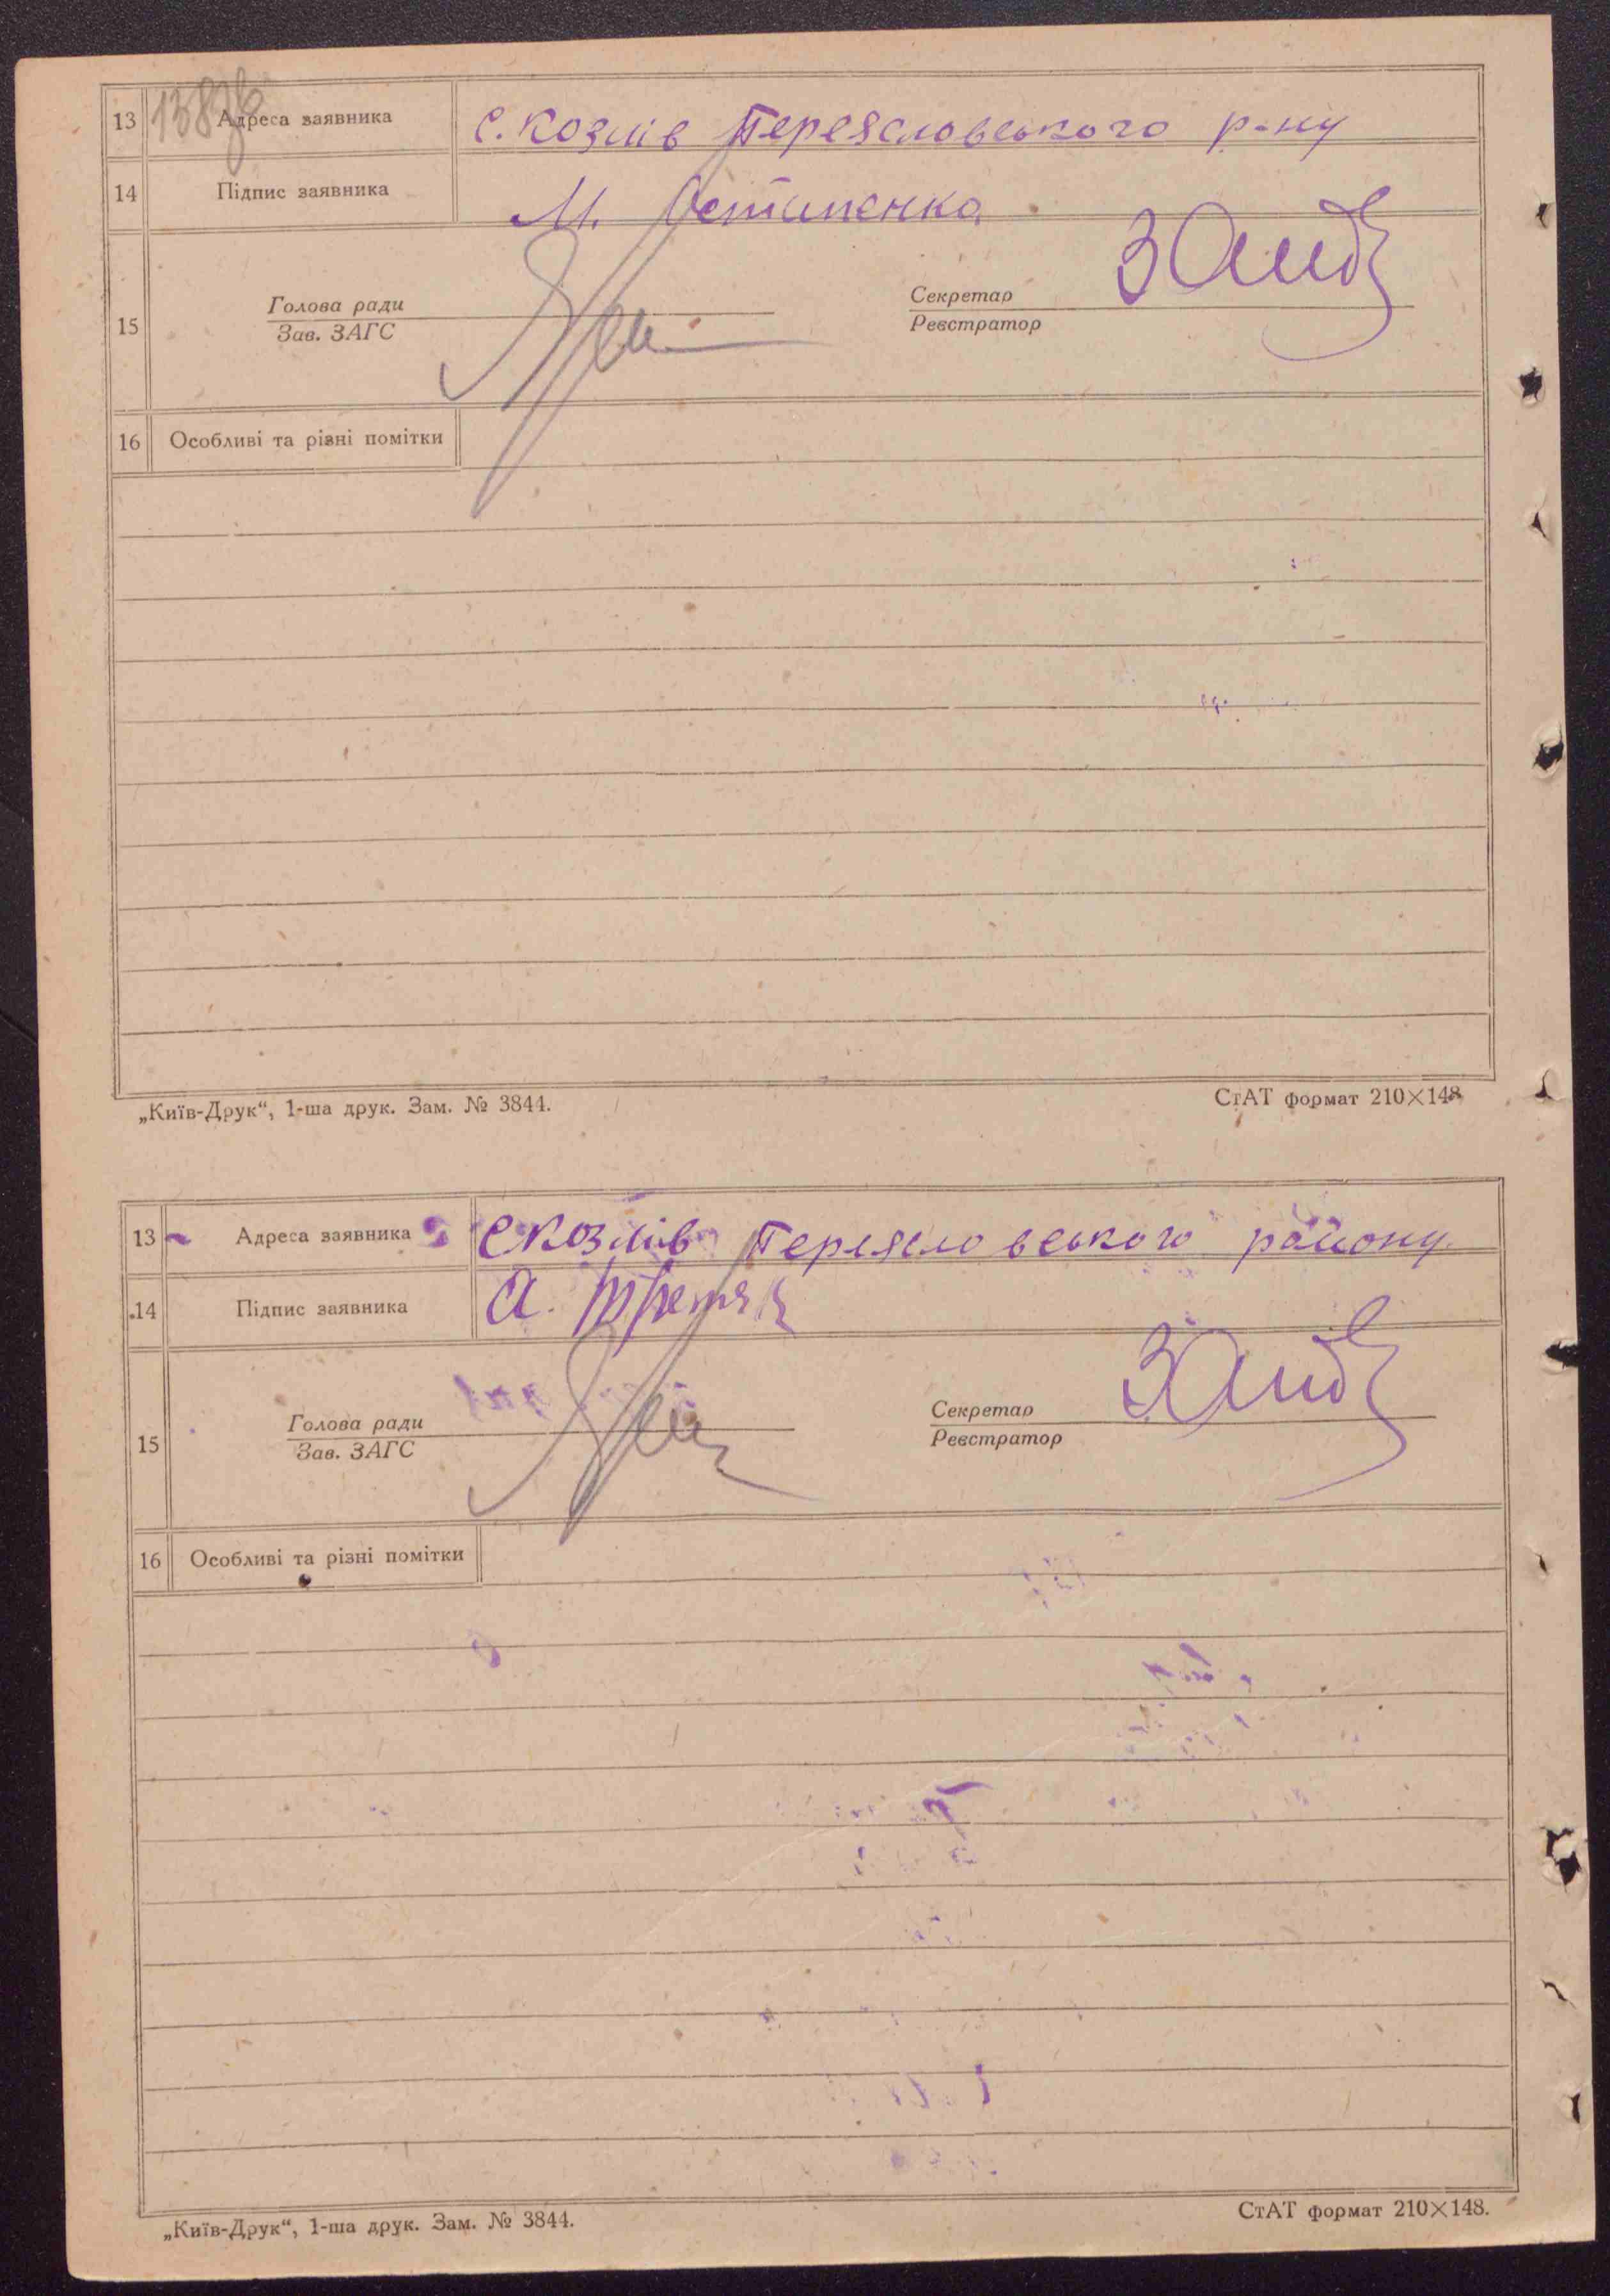 13 Адреса заявника с. Козлів Переясловського р-ну
14 Підпис заявника М. Остапенко
Голова ради Секретар
15 Зав. ЗАГС Реєстратор
16 Особливі та різні помітки
„Київ-Друк“, 1-ша друк. Зам. № 3844. СтАТ формат 210×148
13 Адреса заявника с Козлів Переясловського району
14 Підпис заявника А. Третяк
Голова ради Секретар
15 Зав. ЗАГС Реєстратор
16 Особливі та різні помітки
„Київ-Друк“, 1-ша друк. Зам. № 3844. СтАТ формат 210×148.